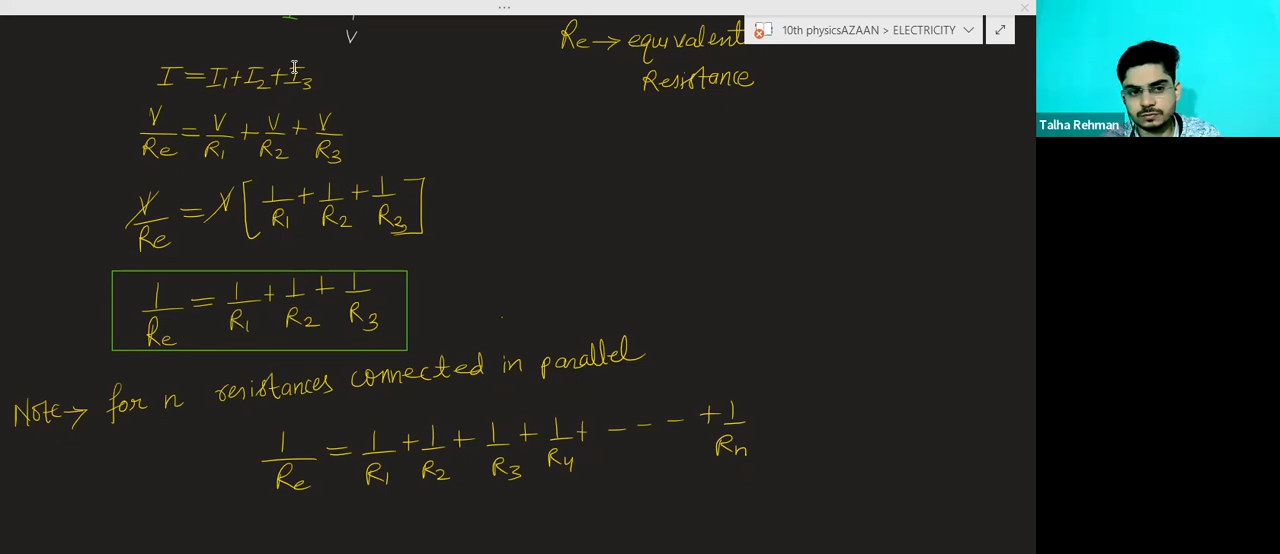 I
V
Re → equivalent
Resistance
10th physicsAZAAN > ELECTRICITY
Talha Rehman
I = I1 + I2 + I3
V/Re = V/R1 + V/R2 + V/R3
V/Re = V [1/R1 + 1/R2 + 1/R3]
1/Re = 1/R1 + 1/R2 + 1/R3
Note → for n resistances connected in parallel
1/Re = 1/R1 + 1/R2 + 1/R3 + 1/R4 + - - - - + 1/Rn